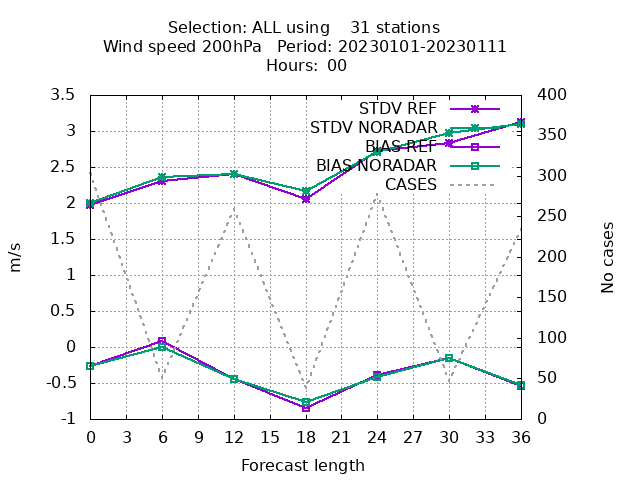 Selection: ALL using    31 stations
Wind speed 200hPa   Period: 20230101-20230111
Hours:  00
3.5
3
2.5
2
1.5
1
0.5
0
-0.5
-1
m/s
STDV REF
STDV NORADAR
BIAS REF
BIAS NORADAR
CASES
400
350
300
250
200
150
100
50
0
No cases
0 3 6 9 12 15 18 21 24 27 30 33 36
Forecast length